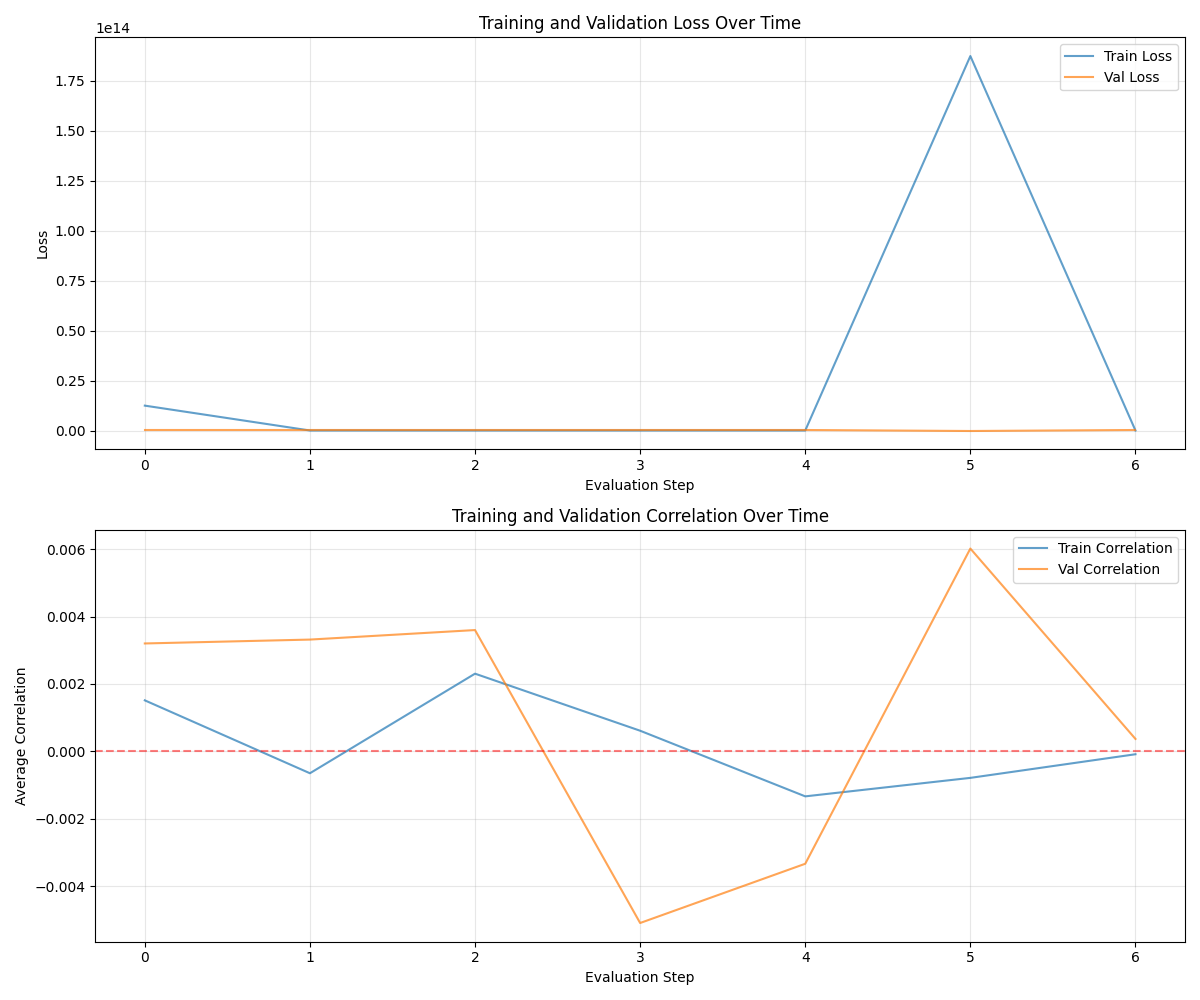 Training and Validation Loss Over Time
1e14
Train Loss
Val Loss
1.75
1.50
1.25
1.00
0.75
0.50
0.25
0.00
Loss
0 1 2 3 4 5 6
Evaluation Step
Training and Validation Correlation Over Time
Train Correlation
Val Correlation
0.006
0.004
0.002
0.000
−0.002
−0.004
Average Correlation
0 1 2 3 4 5 6
Evaluation Step